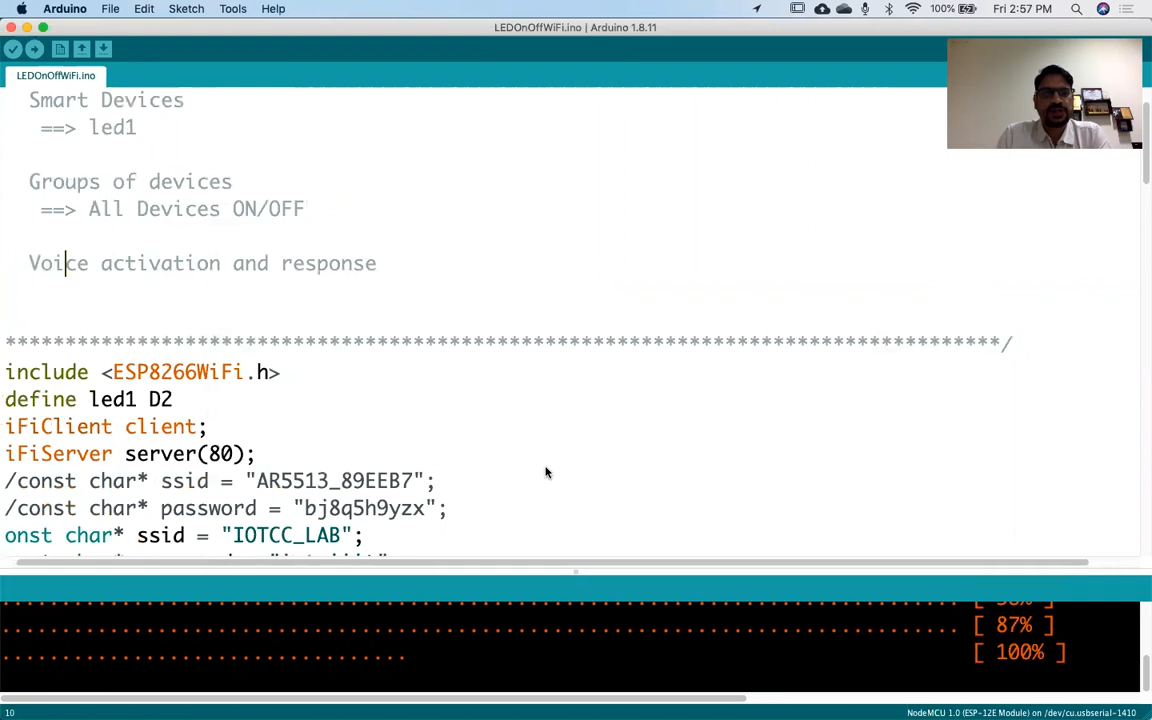 Arduino File Edit Sketch Tools Help 100% Fri 2:57 PM
LEDOnOffWiFi.ino | Arduino 1.8.11
LEDOnOffWiFi.ino
Smart Devices
==> led1
Groups of devices
==> All Devices ON/OFF
Voice activation and response
***********************************************************************************/
include <ESP8266WiFi.h>
define led1 D2
iFiClient client;
iFiServer server(80);
/const char* ssid = "AR5513_89EEB7";
/const char* password = "bj8q5h9yzx";
onst char* ssid = "IOTCC_LAB";
................................................................................ [ 87% ]
.................................. [ 100% ]
10 NodeMCU 1.0 (ESP-12E Module) on /dev/cu.usbserial-1410